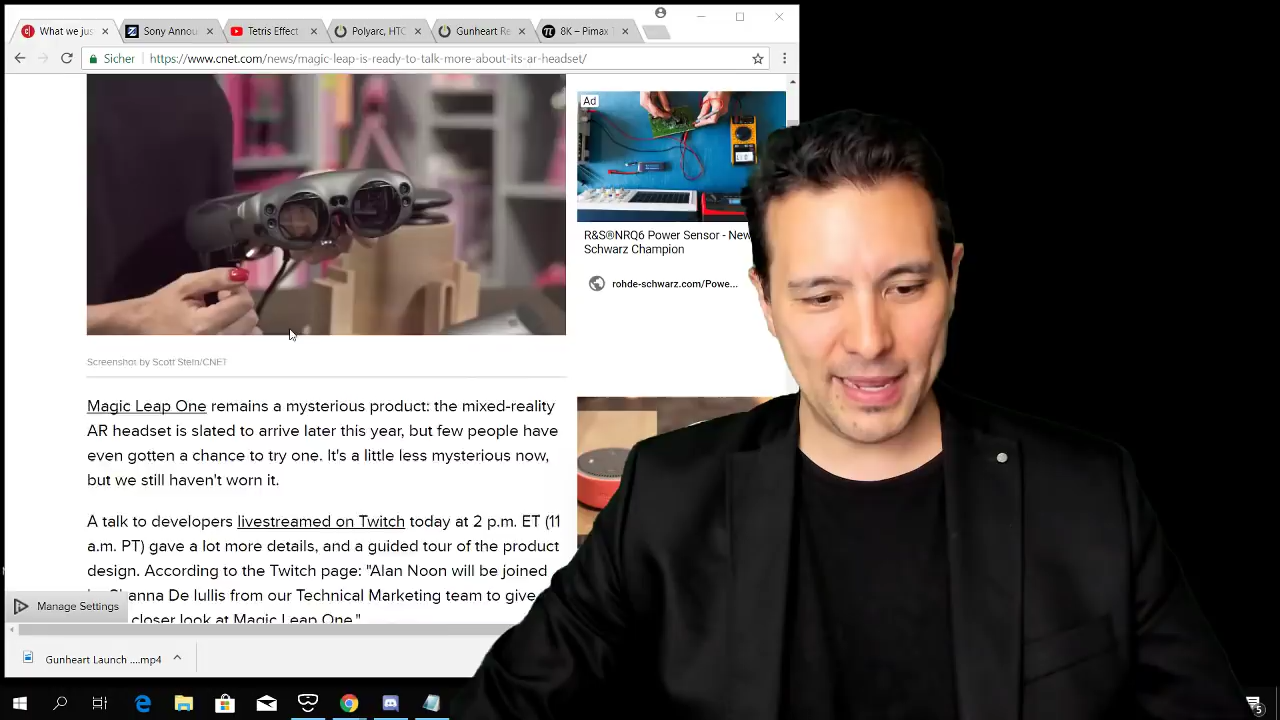 What we jus
Sony Annou
Tetris Effect
Polyarc, HTC
Gunheart Re
8K – Pimax
Sicher
https://www.cnet.com/news/magic-leap-is-ready-to-talk-more-about-its-ar-headset/
Ad
R&S®NRQ6 Power Sensor - New
Schwarz Champion
rohde-schwarz.com/Powe...
Screenshot by Scott Stein/CNET
Magic Leap One remains a mysterious product: the mixed-reality
AR headset is slated to arrive later this year, but few people have
even gotten a chance to try one. It's a little less mysterious now,
but we still haven't worn it.
A talk to developers livestreamed on Twitch today at 2 p.m. ET (11
a.m. PT) gave a lot more details, and a guided tour of the product
design. According to the Twitch page: "Alan Noon will be joined
Shanna De Iullis from our Technical Marketing team to give
closer look at Magic Leap One."
Manage Settings
Gunheart Launch ....mp4
5